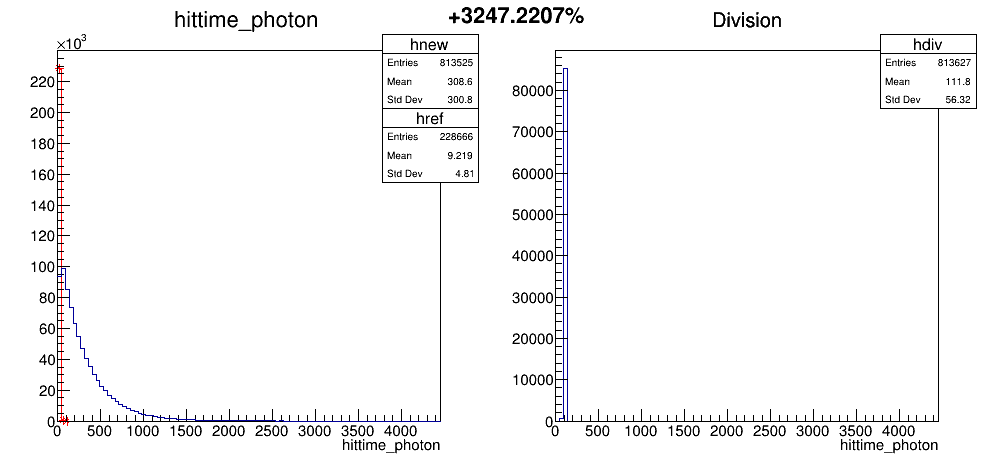 hittime_photon
+3247.2207%
Division
×10³
hnew
Entries 813525
Mean 308.6
Std Dev 300.8
href
Entries 228666
Mean 9.219
Std Dev 4.81
220
200
180
160
140
120
100
80
60
40
20
0
0 500 1000 1500 2000 2500 3000 3500 4000
hittime_photon
hdiv
Entries 813627
Mean 111.8
Std Dev 56.32
80000
70000
60000
50000
40000
30000
20000
10000
0
0 500 1000 1500 2000 2500 3000 3500 4000
hittime_photon